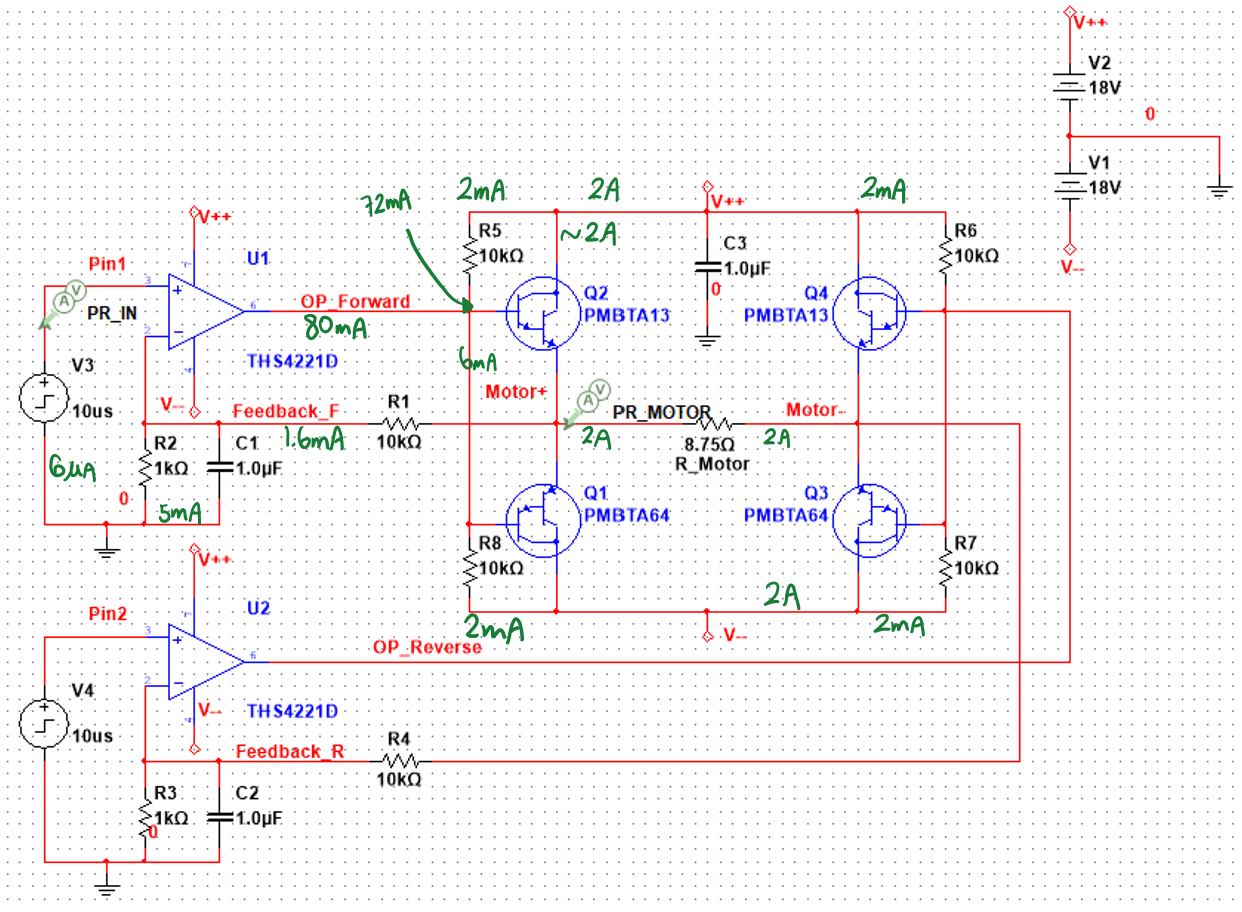 V++
V2
18V
0
V1
18V
V--
72mA
2mA
2A
2mA
V++
V++
R5
10kΩ
~2A
C3
1.0µF
0
R6
10kΩ
Pin1
U1
7
3
2
6
4
A
V
PR_IN
OP_Forward
80mA
THS4221D
Q2
PMBTA13
Q4
PMBTA13
6mA
V3
10us
V--
Feedback_F
1.6mA
R1
10kΩ
Motor+
A
V
PR_MOTOR
Motor-
2A
2A
8.75Ω
R_Motor
6µA
R2
1kΩ
C1
1.0µF
0
5mA
Q1
PMBTA64
Q3
PMBTA64
R8
10kΩ
R7
10kΩ
2A
2mA
2mA
V--
V++
Pin2
U2
7
3
2
6
4
OP_Reverse
V4
10us
V--
THS4221D
Feedback_R
R4
10kΩ
R3
1kΩ
0
C2
1.0µF